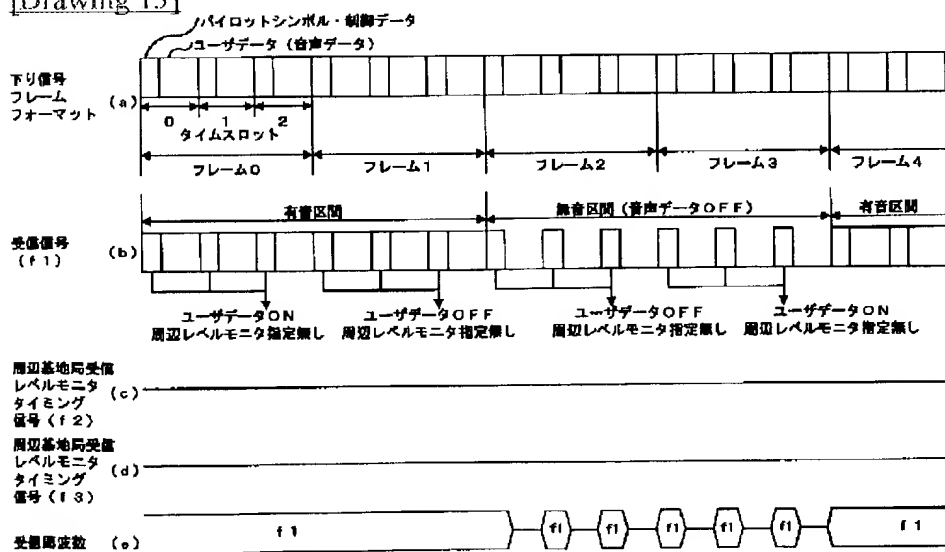 [Drawing 13]
パイロットシンボル・制御データ
ユーザデータ(音声データ)
下り信号
フレーム
フォーマット
(a)
0 1 2
タイムスロット
フレーム0 フレーム1 フレーム2 フレーム3 フレーム4
有音区間 無音区間(音声データOFF) 有音区間
受信信号
(f1)
(b)
ユーザデータON ユーザデータOFF ユーザデータOFF ユーザデータON
周辺レベルモニタ指定無し 周辺レベルモニタ指定無し 周辺レベルモニタ指定無し 周辺レベルモニタ指定無し
周辺基地局受信
レベルモニタ
タイミング
信号(f2)
(c)
周辺基地局受信
レベルモニタ
タイミング
信号(f3)
(d)
受信周波数 (e) f1 f1 f1 f1 f1 f1 f1